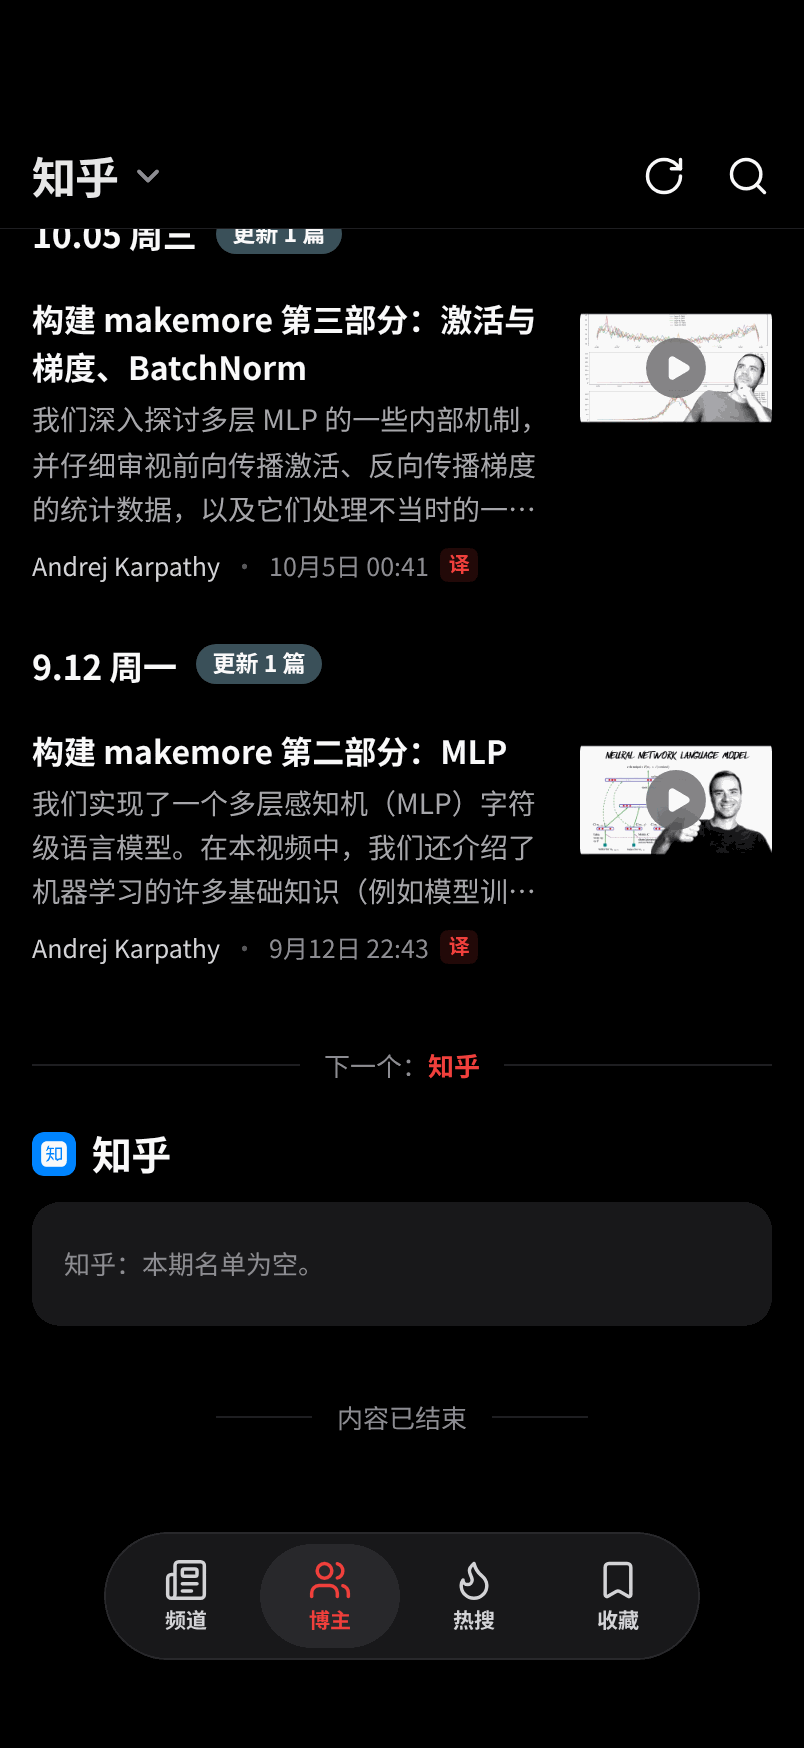 知乎
10.05 周三 更新 1 篇
构建 makemore 第三部分：激活与
梯度、BatchNorm
我们深入探讨多层 MLP 的一些内部机制，
并仔细审视前向传播激活、反向传播梯度
的统计数据，以及它们处理不当时的一…
Andrej Karpathy • 10月5日 00:41 译
9.12 周一 更新 1 篇
构建 makemore 第二部分：MLP
NEURAL NETWORK LANGUAGE MODEL
我们实现了一个多层感知机（MLP）字符
级语言模型。在本视频中，我们还介绍了
机器学习的许多基础知识（例如模型训…
Andrej Karpathy • 9月12日 22:43 译
下一个：知乎
知 知乎
知乎：本期名单为空。
内容已结束
频道 博主 热搜 收藏